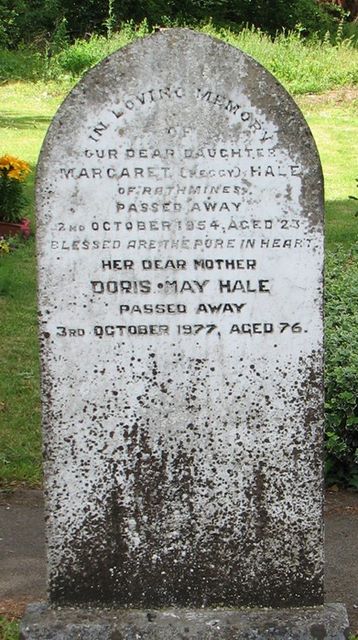 IN LOVING MEMORY
OF
OUR DEAR DAUGHTER
MARGARET (PEGGY) HALE
OF RATHMINES
PASSED AWAY
2ND OCTOBER 1954, AGED 23
BLESSED ARE THE PURE IN HEART.
HER DEAR MOTHER
DORIS • MAY HALE
PASSED AWAY
3RD OCTOBER 1977, AGED 76.